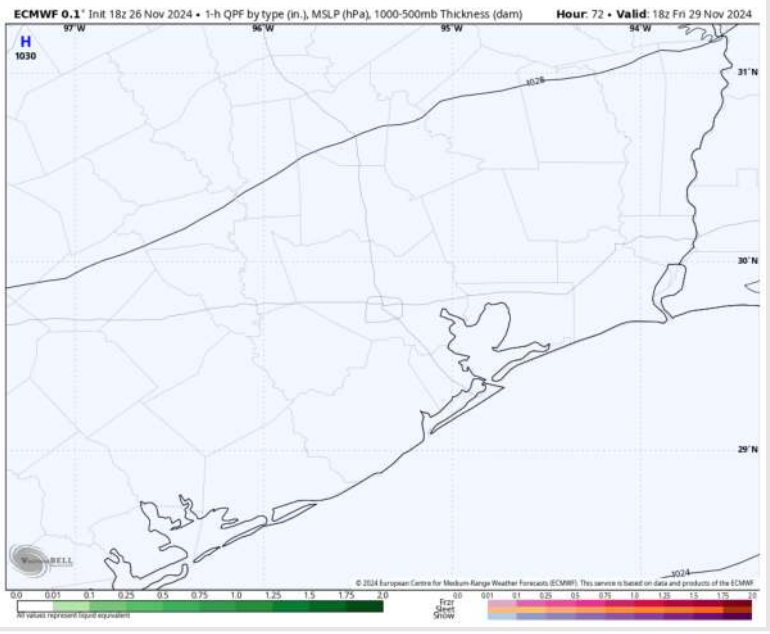 ECMWF 0.1° Init 18z 26 Nov 2024 • 1-h QPF by type (in.), MSLP (hPa), 1000-500mb Thickness (dam) Hour: 72 • Valid: 18z Fri 29 Nov 2024
97°W 96°W 95°W 94°W
H
1030
31°N
1028
30°N
29°N
1024
WEATHERBELL
© 2024 European Centre for Medium-Range Weather Forecasts (ECMWF). This service is based on data and products of the ECMWF
0.0 0.01 0.1 0.25 0.5 0.75 1.0 1.25 1.5 1.75 2.0
0.0 0.01 0.1 0.25 0.5 0.75 1.0 1.25 1.5 1.75 2.0
Frzr
Sleet
Snow
All values represent liquid equivalent